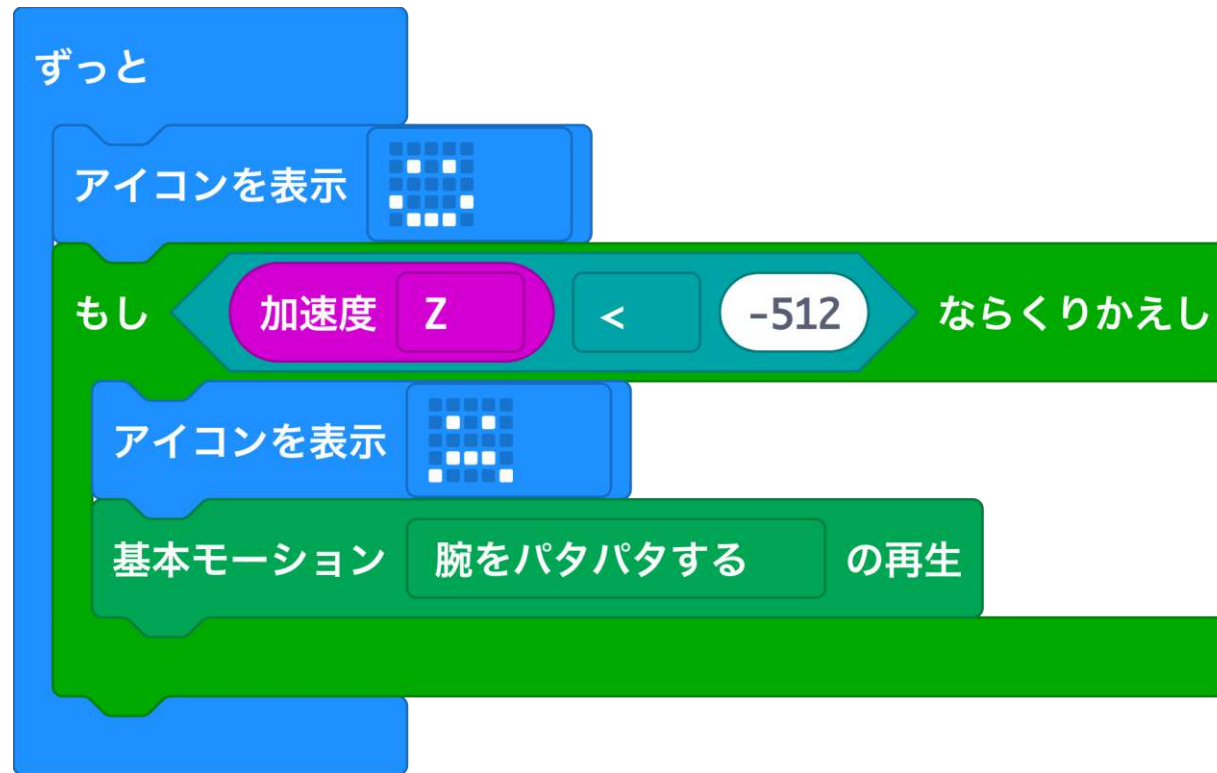 ずっと
アイコンを表示
もし 加速度 Z < -512 ならくりかえし
アイコンを表示
基本モーション 腕をパタパタする の再生